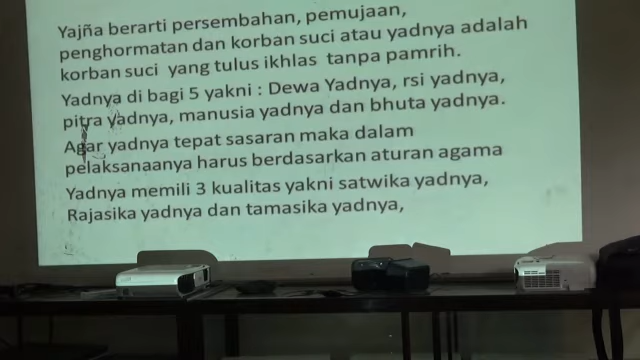 Yajña berarti persembahan, pemujaan,
penghormatan dan korban suci atau yadnya adalah
korban suci yang tulus ikhlas tanpa pamrih.
Yadnya di bagi 5 yakni : Dewa Yadnya, rsi yadnya,
pitra yadnya, manusia yadnya dan bhuta yadnya.
Agar yadnya tepat sasaran maka dalam
pelaksanaanya harus berdasarkan aturan agama
Yadnya memili 3 kualitas yakni satwika yadnya,
Rajasika yadnya dan tamasika yadnya,